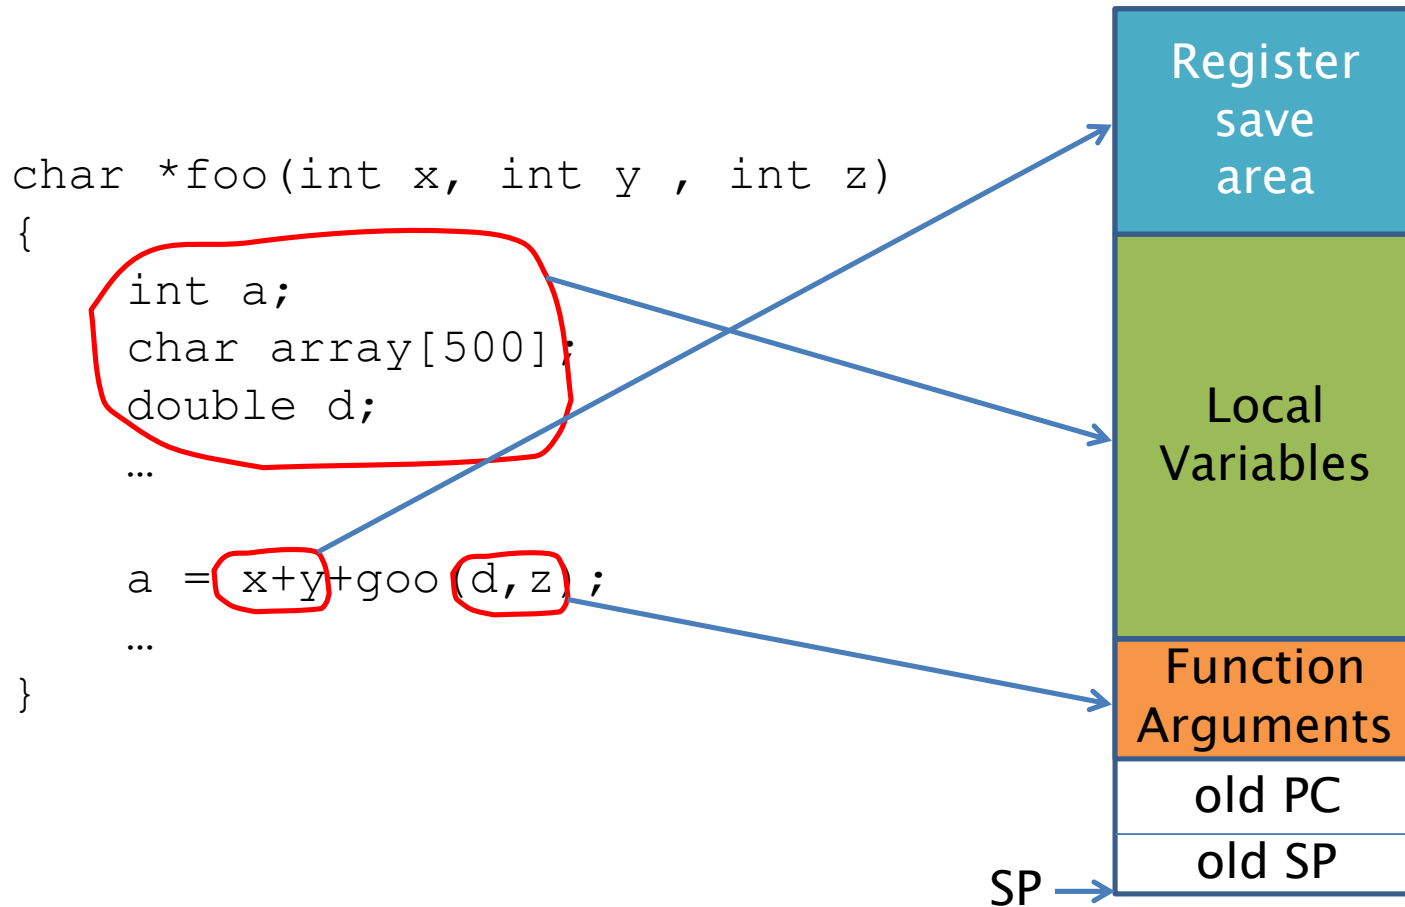 char *foo(int x, int y , int z)
{
int a;
char array[500];
double d;
…
a = x+y+goo(d,z);
…
}
Register
save
area
Local
Variables
Function
Arguments
old PC
old SP
SP